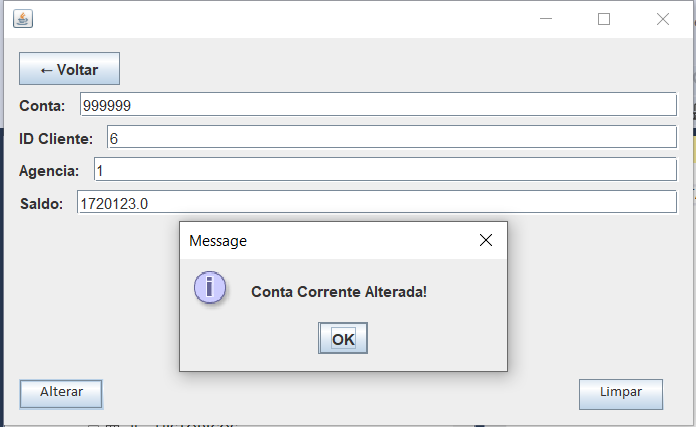 ← Voltar
Conta: 999999
ID Cliente: 6
Agencia: 1
Saldo: 1720123.0
Message
Conta Corrente Alterada!
OK
Alterar
Limpar